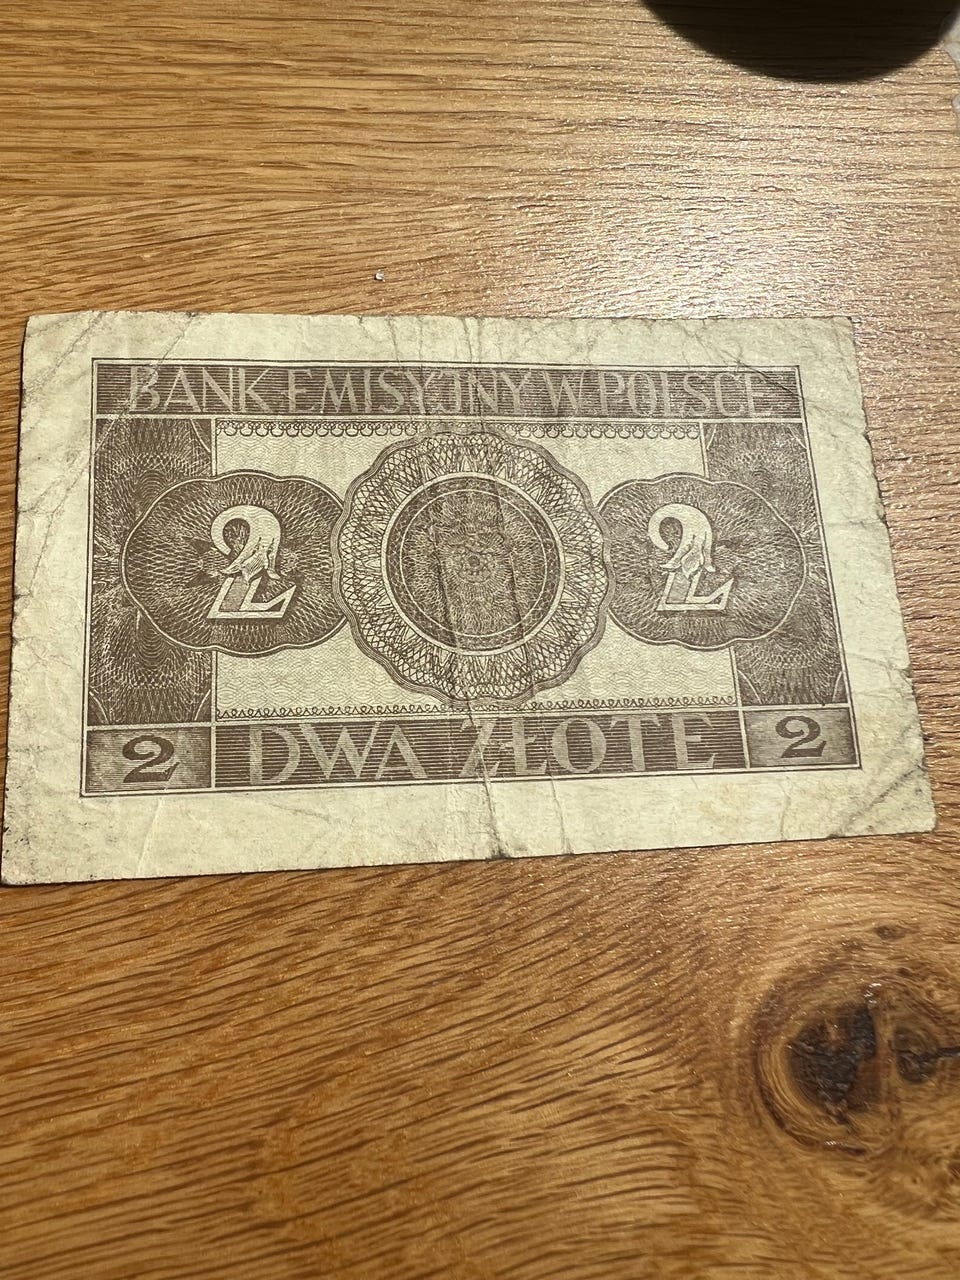 BANK EMISYJNY W POLSCE
2 2
2 DWA ZŁOTE 2